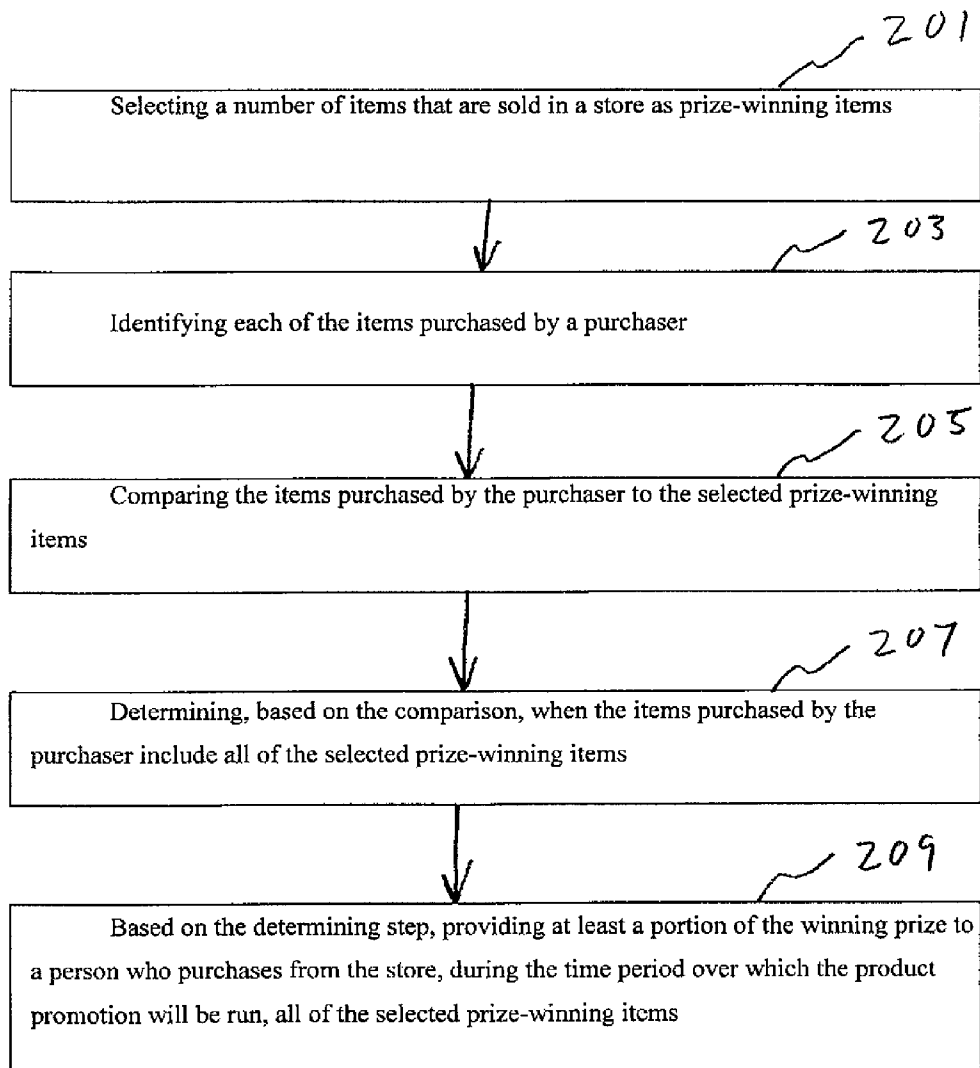 201
Selecting a number of items that are sold in a store as prize-winning items
203
Identifying each of the items purchased by a purchaser
205
Comparing the items purchased by the purchaser to the selected prize-winning
items
207
Determining, based on the comparison, when the items purchased by the
purchaser include all of the selected prize-winning items
209
Based on the determining step, providing at least a portion of the winning prize to
a person who purchases from the store, during the time period over which the product
promotion will be run, all of the selected prize-winning items